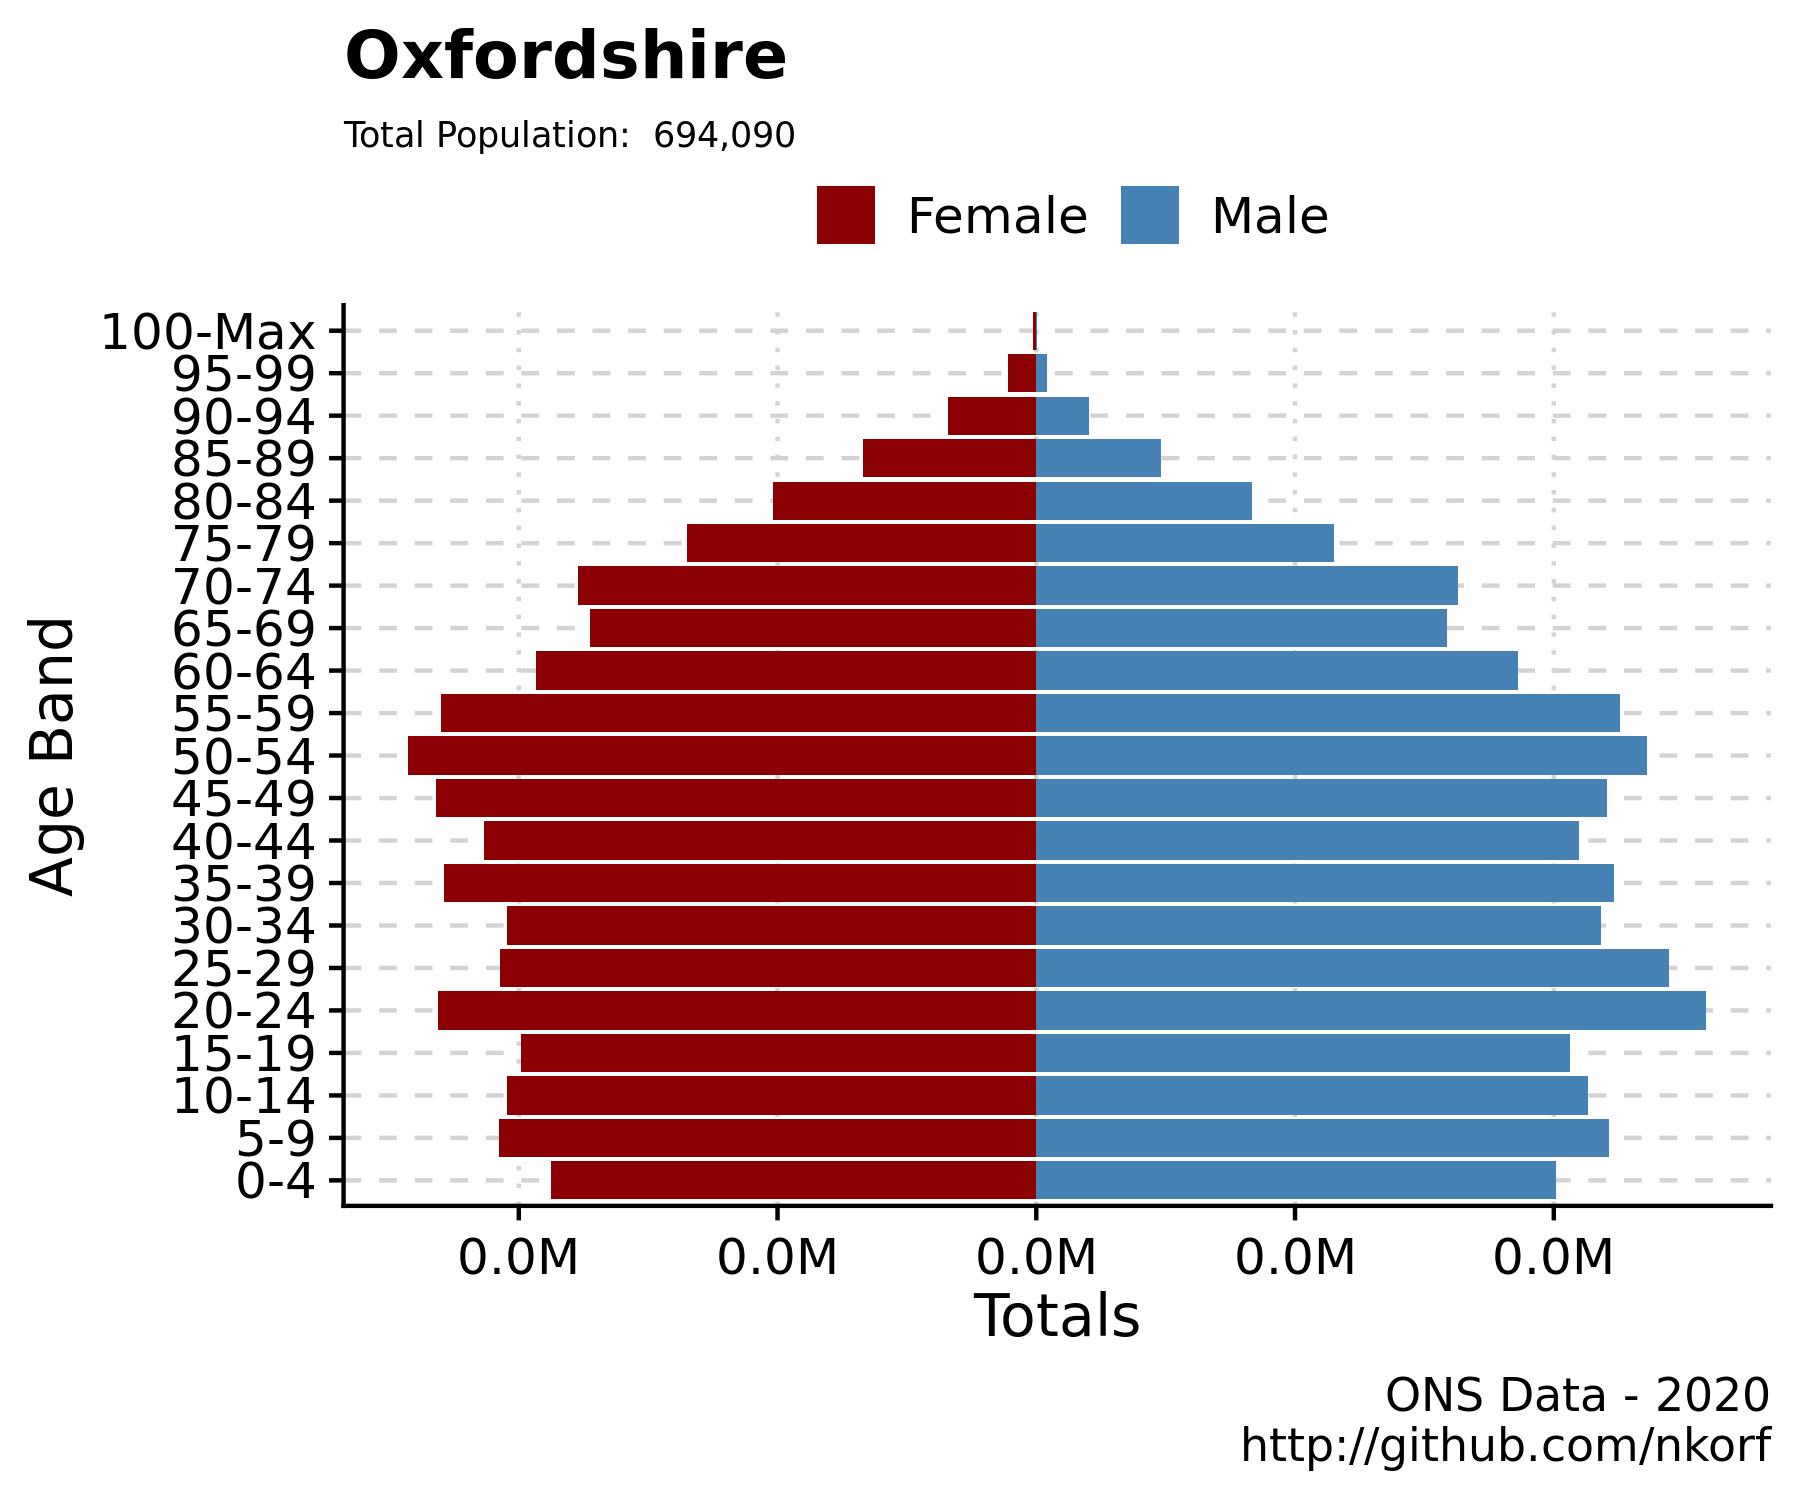 Oxfordshire
Total Population:  694,090
Female Male
100-Max
95-99
90-94
85-89
80-84
75-79
70-74
65-69
60-64
55-59
50-54
45-49
40-44
35-39
30-34
25-29
20-24
15-19
10-14
5-9
0-4
Age Band
0.0M 0.0M 0.0M 0.0M 0.0M
Totals
ONS Data - 2020
http://github.com/nkorf